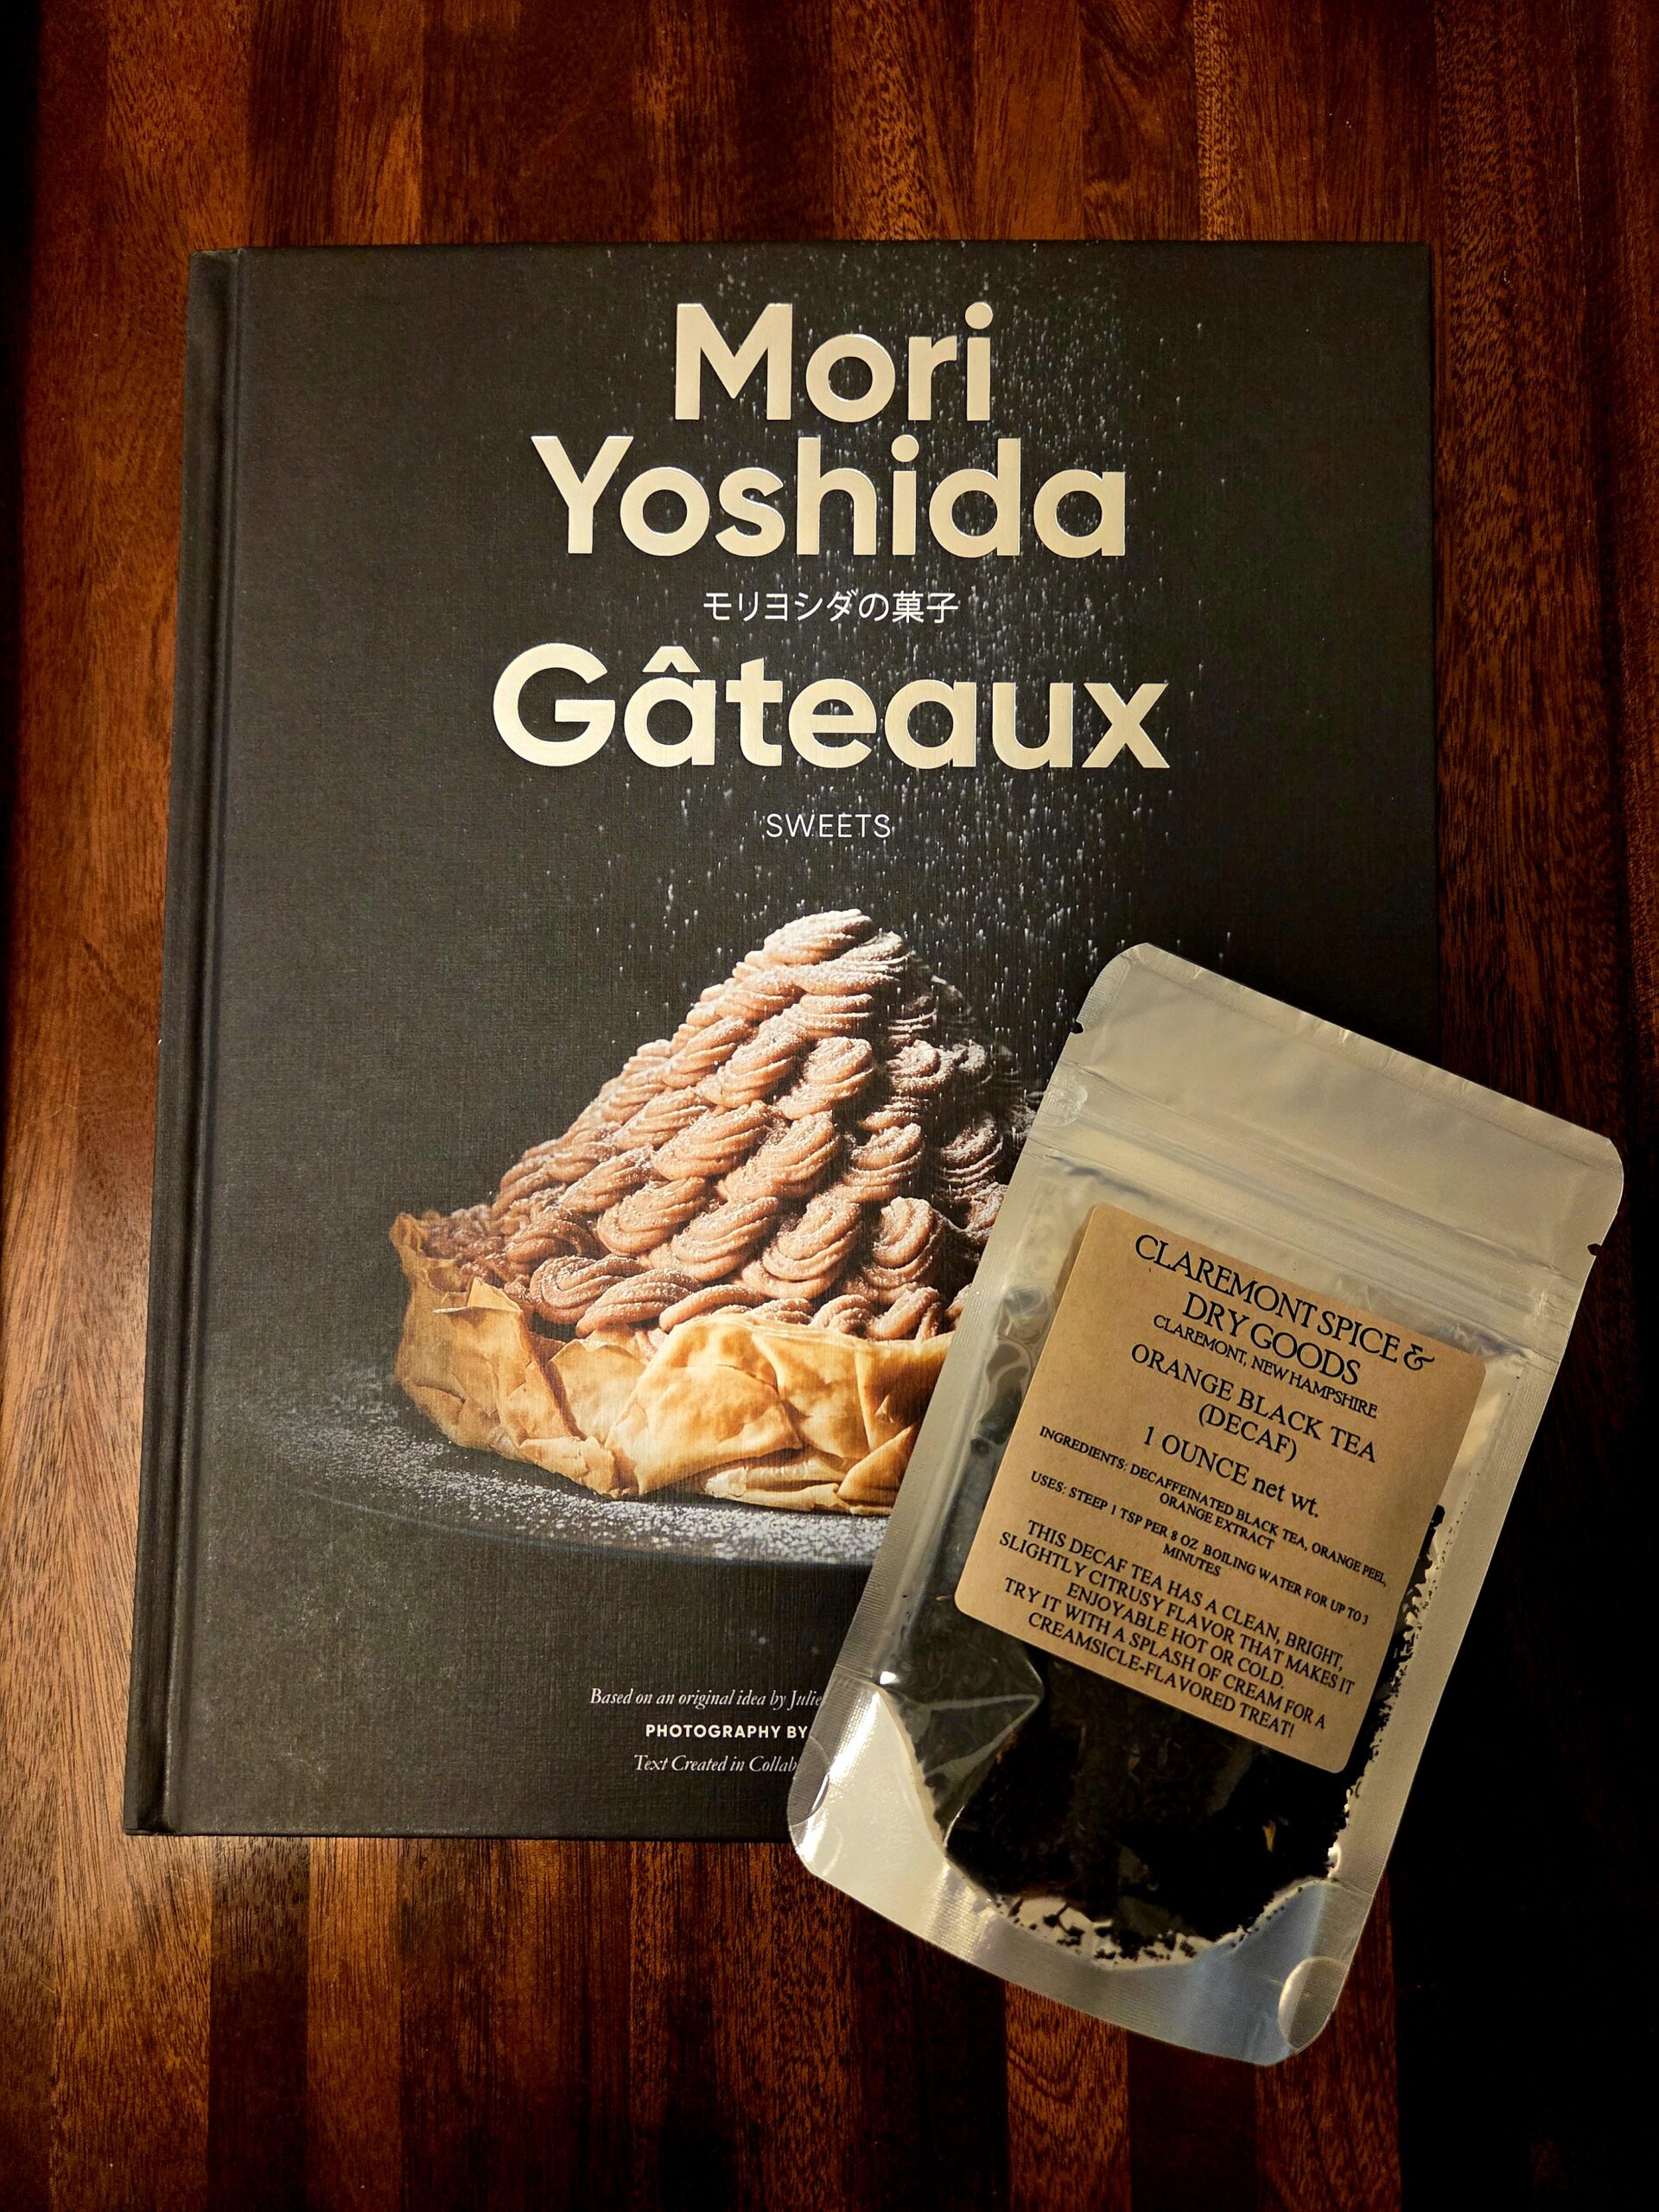 Mori
Yoshida
モリヨシダの菓子
Gâteaux
SWEETS
Based on an original idea by Julie
PHOTOGRAPHY BY
Text Created in
CLAREMONT SPICE &
DRY GOODS
CLAREMONT, NEW HAMPSHIRE
ORANGE BLACK TEA
(DECAF)
1 OUNCE net wt.
INGREDIENTS: DECAFFEINATED BLACK TEA, ORANGE PEEL,
ORANGE EXTRACT
USES: STEEP 1 TSP PER 8 OZ BOILING WATER FOR UP TO 3
MINUTES
THIS DECAF TEA HAS A CLEAN, BRIGHT,
SLIGHTLY CITRUSY FLAVOR THAT MAKES IT
ENJOYABLE HOT OR COLD.
TRY IT WITH A SPLASH OF CREAM FOR A
CREAMSICLE-FLAVORED TREAT!